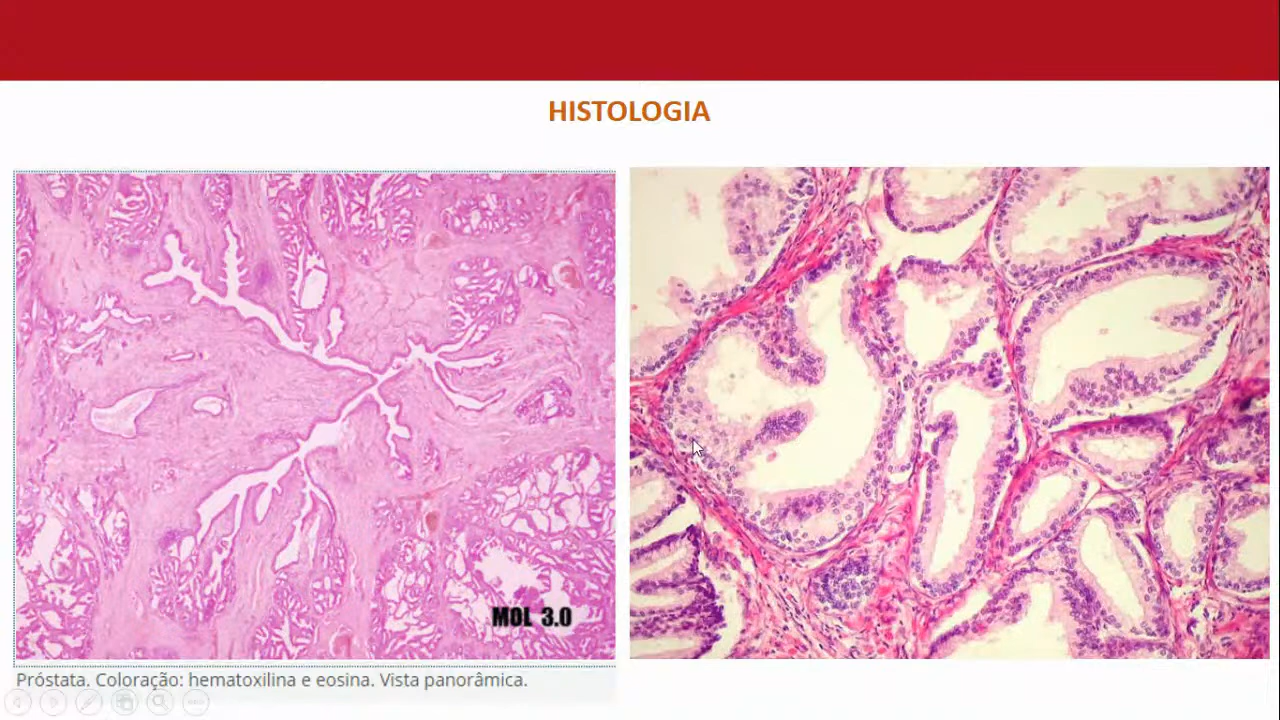 HISTOLOGIA
MOL 3.0
Próstata. Coloração: hematoxilina e eosina. Vista panorâmica.